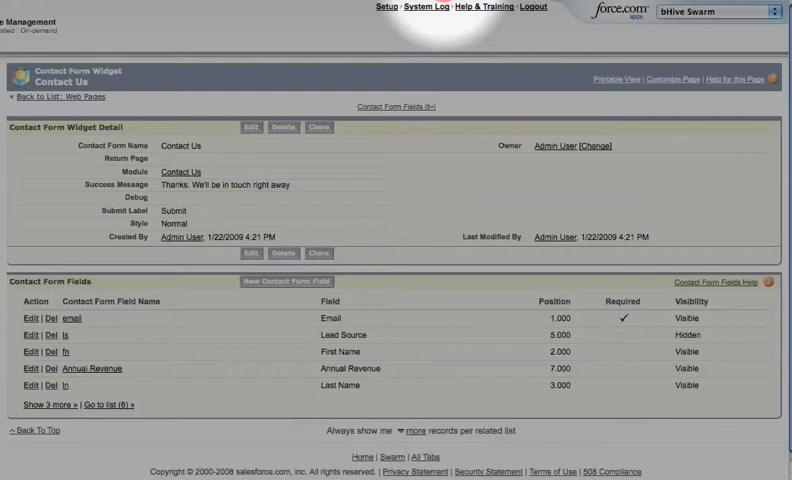 Setup · System Log · Help & Training · Logout
force.com
apps
bHive Swarm
e Management
ated On-demand
Contact Form Widget
Contact Us
Printable View | Customize Page | Help for this Page
« Back to List: Web Pages
Contact Form Fields [5+]
Contact Form Widget Detail
Edit Delete Clone
Contact Form Name Contact Us Owner Admin User [Change]
Return Page
Module Contact Us
Success Message Thanks. We'll be in touch right away
Debug
Submit Label Submit
Style Normal
Created By Admin User, 1/22/2009 4:21 PM Last Modified By Admin User, 1/22/2009 4:21 PM
Edit Delete Clone
Contact Form Fields New Contact Form Field Contact Form Fields Help
Action Contact Form Field Name Field Position Required Visibility
Edit | Del email Email 1.000 ✓ Visible
Edit | Del ls Lead Source 5.000 Hidden
Edit | Del fn First Name 2.000 Visible
Edit | Del Annual Revenue Annual Revenue 7.000 Visible
Edit | Del ln Last Name 3.000 Visible
Show 3 more » | Go to list (8) »
^ Back To Top Always show me more records per related list
Home | Swarm | All Tabs
Copyright © 2000-2008 salesforce.com, inc. All rights reserved. | Privacy Statement | Security Statement | Terms of Use | 508 Compliance